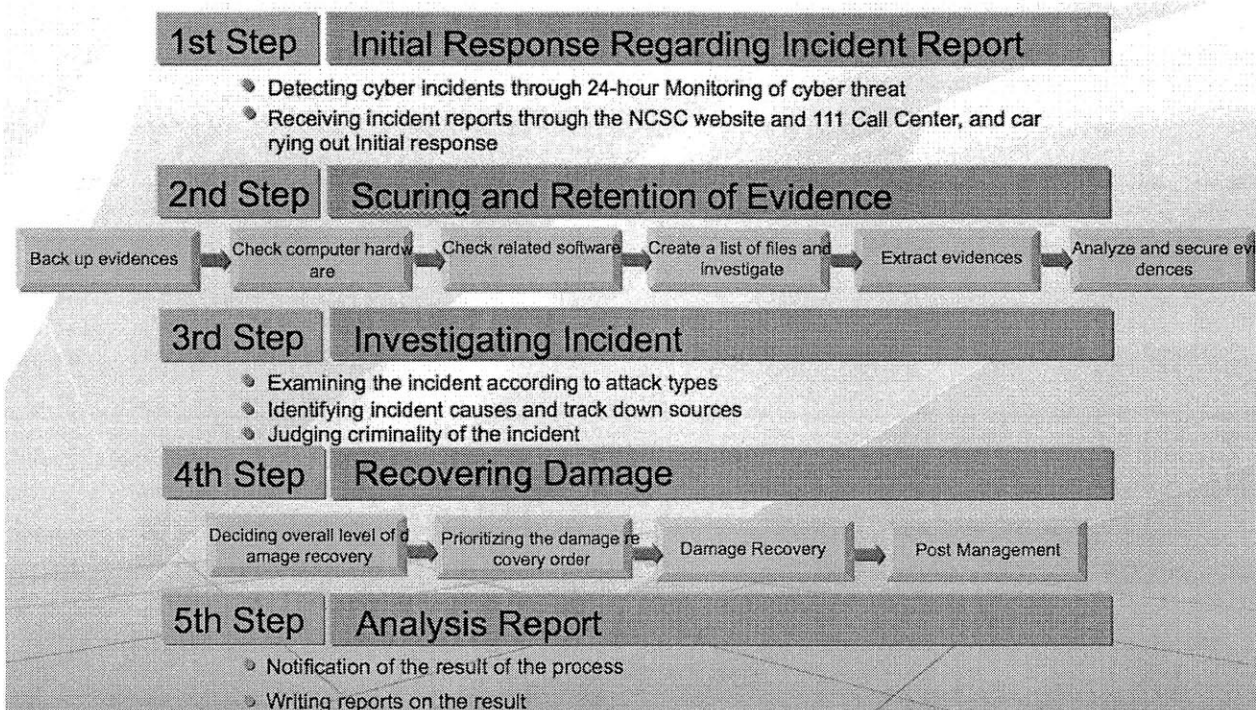 1st Step
Initial Response Regarding Incident Report
Detecting cyber incidents through 24-hour Monitoring of cyber threat
Receiving incident reports through the NCSC website and 111 Call Center, and car
rying out Initial response
2nd Step
Scuring and Retention of Evidence
Back up evidences
Check computer hardw
are
Check related software
Create a list of files and
investigate
Extract evidences
Analyze and secure evi
dences
3rd Step
Investigating Incident
Examining the incident according to attack types
Identifying incident causes and track down sources
Judging criminality of the incident
4th Step
Recovering Damage
Deciding overall level of d
amage recovery
Prioritizing the damage re
covery order
Damage Recovery
Post Management
5th Step
Analysis Report
Notification of the result of the process
Writing reports on the result